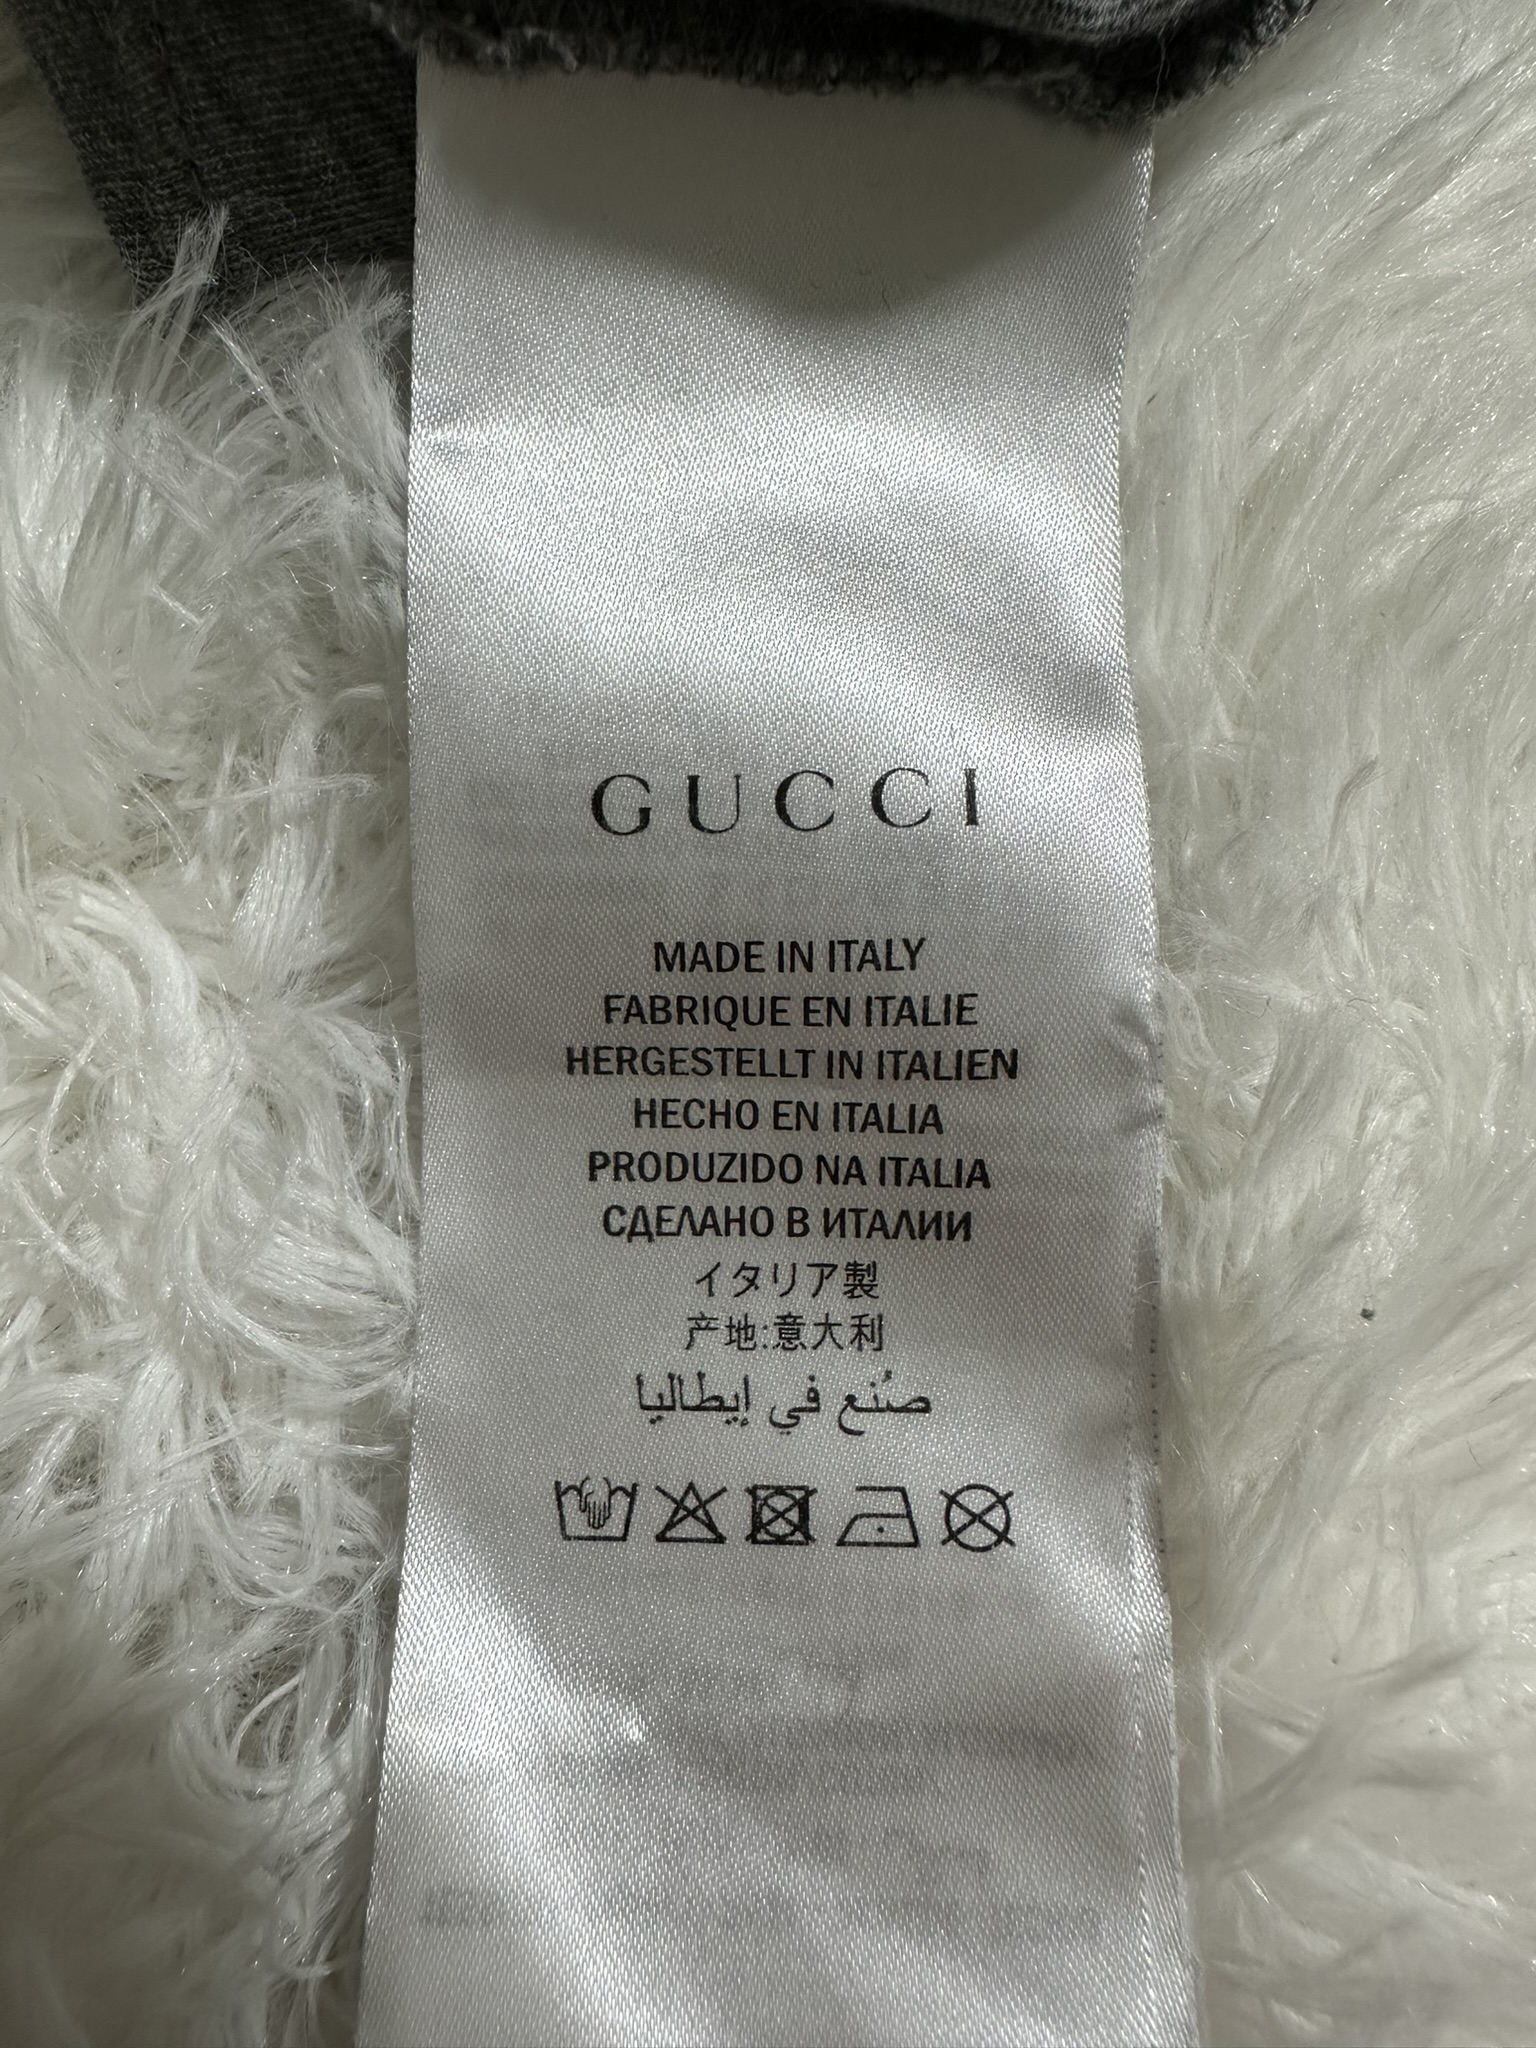 GUCCI
MADE IN ITALY
FABRIQUE EN ITALIE
HERGESTELLT IN ITALIEN
HECHO EN ITALIA
PRODUZIDO NA ITALIA
СДЕЛАНО В ИТАЛИИ
イタリア製
产地:意大利
صُنع في إيطاليا